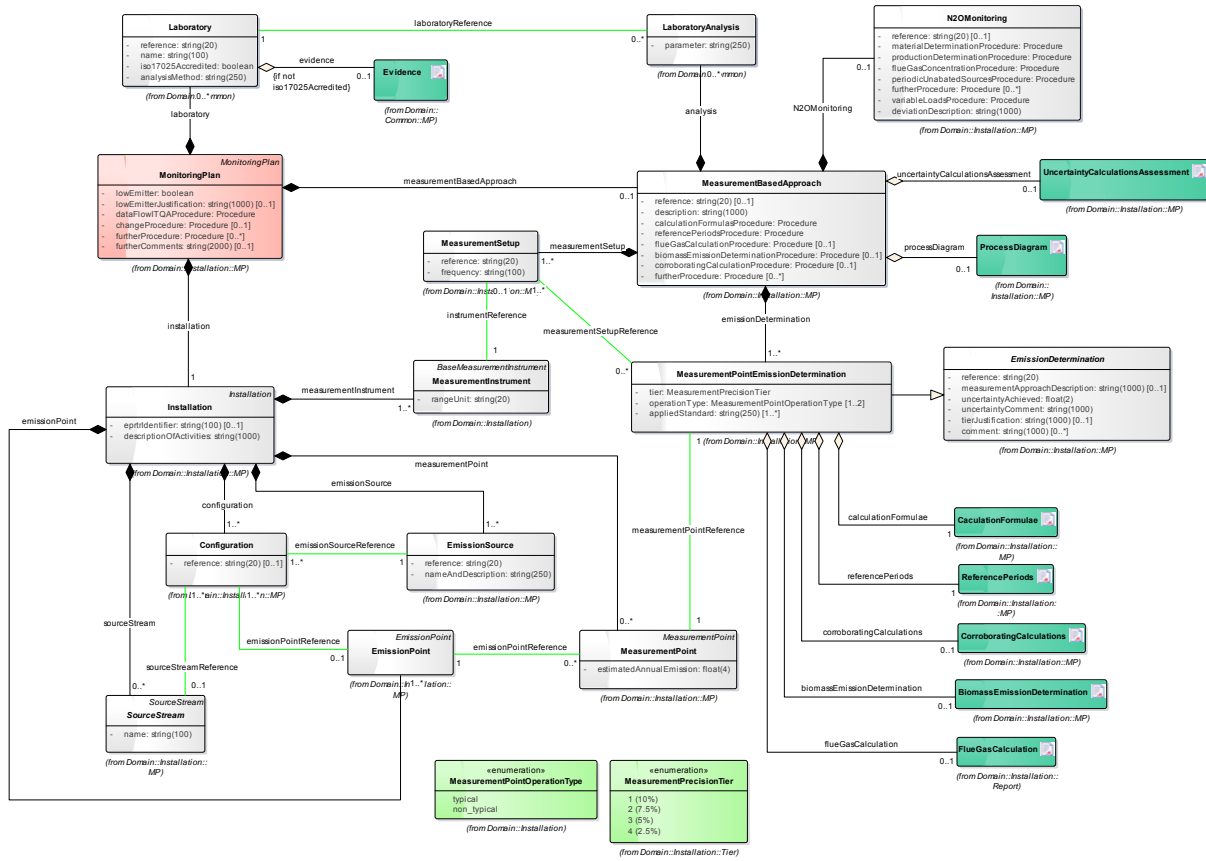 Laboratory
- reference: string(20)
- name: string(100)
- iso17025Accredited: boolean
- analysisMethod: string(250)
laboratoryReference
1
0..*
LaboratoryAnalysis
- parameter: string(250)
N2OMonitoring
- reference: string(20) [0..1]
- materialDeterminationProcedure: Procedure
- productionDeterminationProcedure: Procedure
- flueGasConcentrationProcedure: Procedure
- periodicUnabatedSourcesProcedure: Procedure
- furtherProcedure: Procedure [0..*]
- variableLoadsProcedure: Procedure
- deviationDescription: string(1000)
(from Domain::Installation::MP)
evidence
{if not
iso17025Accredited}
0..1
Evidence
(from Domain::
Common::MP)
0..*
laboratory
0..*
analysis
0..1
N2OMonitoring
MonitoringPlan
MonitoringPlan
- lowEmitter: boolean
- lowEmitterJustification: string(1000) [0..1]
- dataFlowITQAProcedure: Procedure
- changeProcedure: Procedure [0..1]
- furtherProcedure: Procedure [0..*]
- furtherComments: string(2000) [0..1]
measurementBasedApproach
0..1
MeasurementBasedApproach
- reference: string(20) [0..1]
- description: string(1000)
- calculationFormulasProcedure: Procedure
- referencePeriodsProcedure: Procedure
- flueGasCalculationProcedure: Procedure [0..1]
- biomassEmissionDeterminationProcedure: Procedure [0..1]
- corroboratingCalculationProcedure: Procedure [0..1]
- furtherProcedure: Procedure [0..*]
uncertaintyCalculationsAssessment
0..1
UncertaintyCalculationsAssessment
(from Domain::Installation::MP)
processDiagram
0..1
ProcessDiagram
(from Domain::
Installation::MP)
MeasurementSetup
- reference: string(20)
- frequency: string(100)
measurementSetup
1..*
0..1
1..*
instrumentReference
1
measurementSetupReference
0..*
emissionDetermination
1..*
installation
1
BaseMeasurementInstrument
MeasurementInstrument
- rangeUnit: string(20)
(from Domain::Installation)
measurementInstrument
1..*
MeasurementPointEmissionDetermination
- tier: MeasurementPrecisionTier
- operationType: MeasurementPointOperationType [1..2]
- appliedStandard: string(250) [1..*]
EmissionDetermination
- reference: string(20)
- measurementApproachDescription: string(1000) [0..1]
- uncertaintyAchieved: float(2)
- uncertaintyComment: string(1000)
- tierJustification: string(1000) [0..1]
- comment: string(1000) [0..*]
(from Domain::Installation::MP)
Installation
Installation
- eprtrIdentifier: string(100) [0..1]
- descriptionOfActivities: string(1000)
emissionPoint
measurementPoint
emissionSource
configuration
1..*
1..*
1
measurementPointReference
1
Configuration
- reference: string(20) [0..1]
emissionSourceReference
1..*
1
EmissionSource
- reference: string(20)
- nameAndDescription: string(250)
(from Domain::Installation::MP)
1..*
1..*
sourceStream
0..*
sourceStreamReference
0..1
emissionPointReference
0..1
EmissionPoint
EmissionPoint
1..*
emissionPointReference
1
0..*
0..*
MeasurementPoint
MeasurementPoint
- estimatedAnnualEmission: float(4)
(from Domain::Installation::MP)
SourceStream
SourceStream
- name: string(100)
(from Domain::Installation::
MP)
calculationFormulae
1
CaculationFormulae
(from Domain::Installation::
MP)
referencePeriods
1
ReferencePeriods
(from Domain::Installation:
:MP)
corroboratingCalculations
0..1
CorroboratingCalculations
(from Domain::Installation::MP)
biomassEmissionDetermination
0..1
BiomassEmissionDetermination
(from Domain::Installation::MP)
flueGasCalculation
0..1
FlueGasCalculation
(from Domain::Installation::
Report)
«enumeration»
MeasurementPointOperationType
typical
non_typical
(from Domain::Installation)
«enumeration»
MeasurementPrecisionTier
1 (10%)
2 (7.5%)
3 (5%)
4 (2.5%)
(from Domain::Installation::Tier)